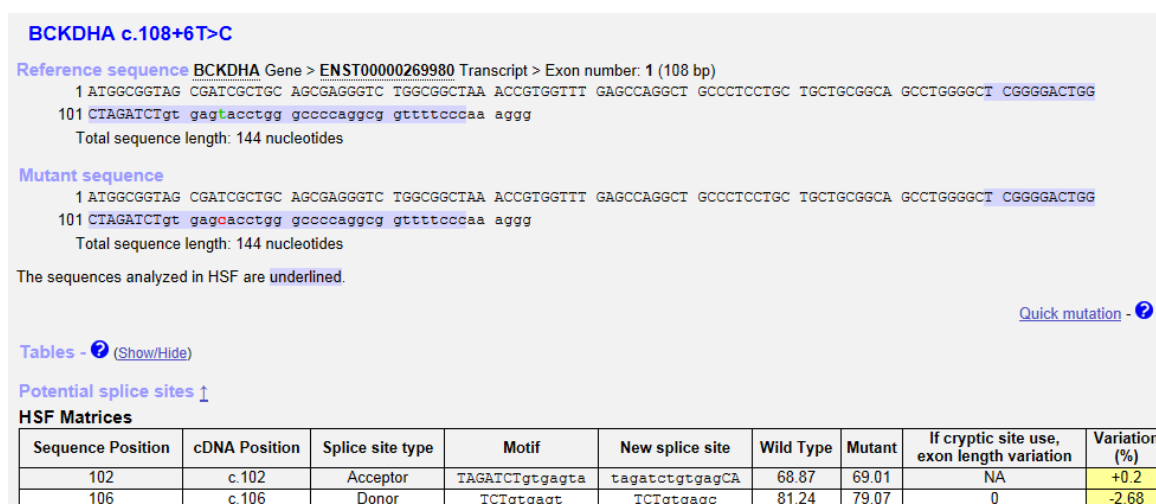 BCKDHA c.108+6T>C
Reference sequence BCKDHA Gene > ENST00000269980 Transcript > Exon number: 1 (108 bp)
1 ATGGCGGTAG CGATCGCTGC AGCGAGGGTC TGGCGGCTAA ACCGTGGTTT GAGCCAGGCT GCCCTCCTGC TGCTGCGGCA GCCTGGGGCT CGGGGACTGG
101 CTAGATCTgt gagtacctgg gccccaggcg gttttcccaa aggg
Total sequence length: 144 nucleotides
Mutant sequence
1 ATGGCGGTAG CGATCGCTGC AGCGAGGGTC TGGCGGCTAA ACCGTGGTTT GAGCCAGGCT GCCCTCCTGC TGCTGCGGCA GCCTGGGGCT CGGGGACTGG
101 CTAGATCTgt gagcacctgg gccccaggcg gttttcccaa aggg
Total sequence length: 144 nucleotides
The sequences analyzed in HSF are underlined.
Quick mutation - ?
Tables - ? (Show/Hide)
Potential splice sites ↑
HSF Matrices
Sequence Position cDNA Position Splice site type Motif New splice site Wild Type Mutant If cryptic site use, exon length variation Variation (%)
102 c.102 Acceptor TAGATCTgtgagta tagatctgtgagCA 68.87 69.01 NA +0.2
106 c.106 Donor TCTgtgagt TCTgtgagc 81.24 79.07 0 -2.68